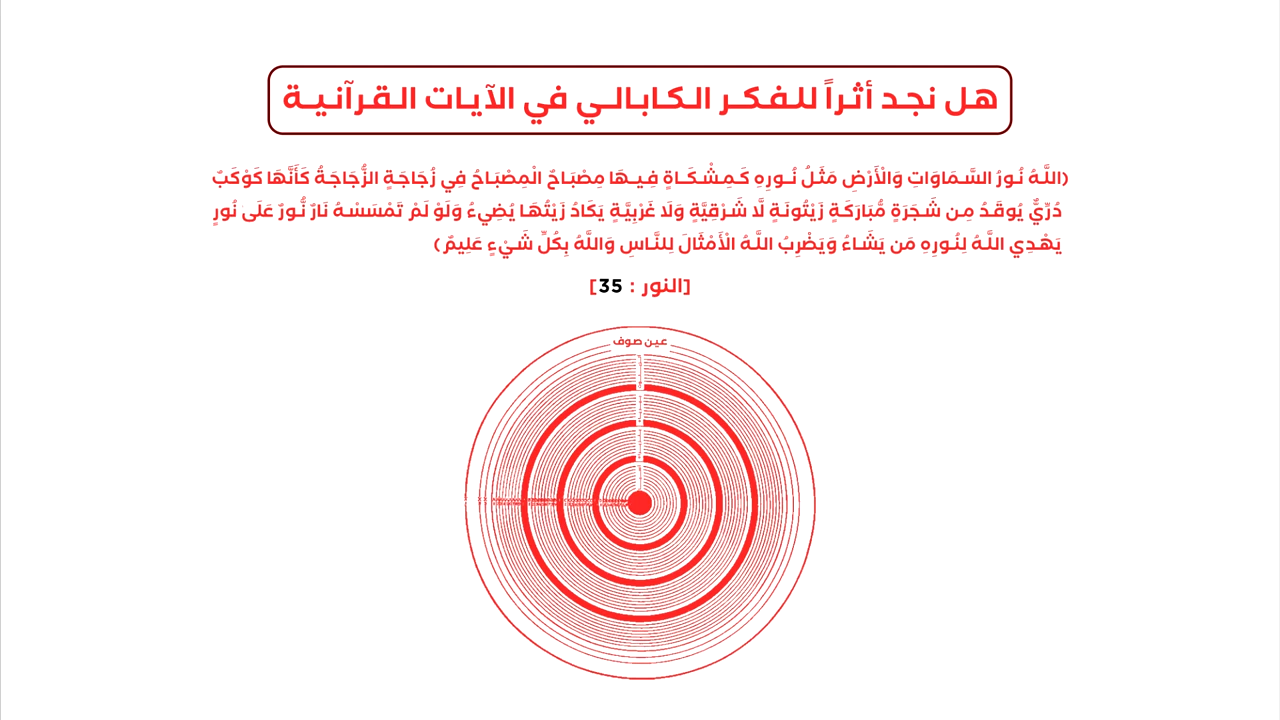 هل نجد أثراً للفكر الكابالي في الآيات القرآنية
(اللَّهُ نُورُ السَّمَاوَاتِ وَالْأَرْضِ مَثَلُ نُورِهِ كَمِشْكَاةٍ فِيهَا مِصْبَاحٌ الْمِصْبَاحُ فِي زُجَاجَةٍ الزُّجَاجَةُ كَأَنَّهَا كَوْكَبٌ
دُرِّيٌّ يُوقَدُ مِن شَجَرَةٍ مُّبَارَكَةٍ زَيْتُونَةٍ لَّا شَرْقِيَّةٍ وَلَا غَرْبِيَّةٍ يَكَادُ زَيْتُهَا يُضِيءُ وَلَوْ لَمْ تَمْسَسْهُ نَارٌ نُّورٌ عَلَى نُورٍ
يَهْدِي اللَّهُ لِنُورِهِ مَن يَشَاءُ وَيَضْرِبُ اللَّهُ الْأَمْثَالَ لِلنَّاسِ وَاللَّهُ بِكُلِّ شَيْءٍ عَلِيمٌ)
[النور : 35]
عين صوف